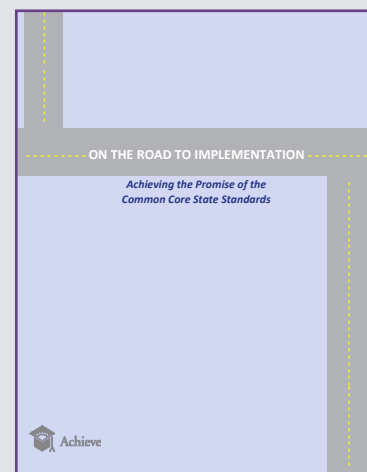 ON THE ROAD TO IMPLEMENTATION
Achieving the Promise of the
Common Core State Standards
Achieve